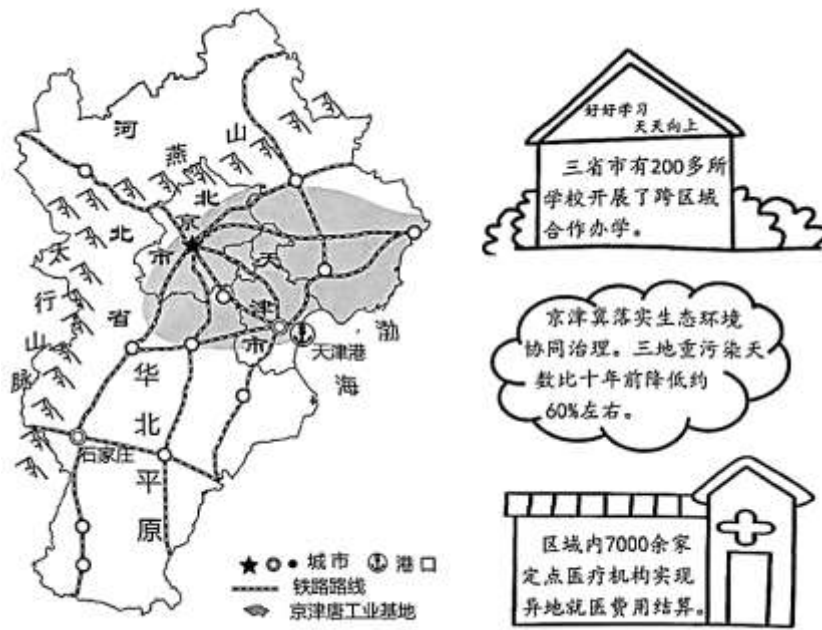 河北省
燕山
北京市
天津市
太行山脉
渤海
天津港
华北平原
石家庄
城市
港口
铁路路线
京津唐工业基地
好好学习
天天向上
三省市有200多所
学校开展了跨区域
合作办学。
京津冀落实生态环境
协同治理。三地重污染天
数比十年前降低约
60%左右。
区域内7000余家
定点医疗机构实现
异地就医费用结算。